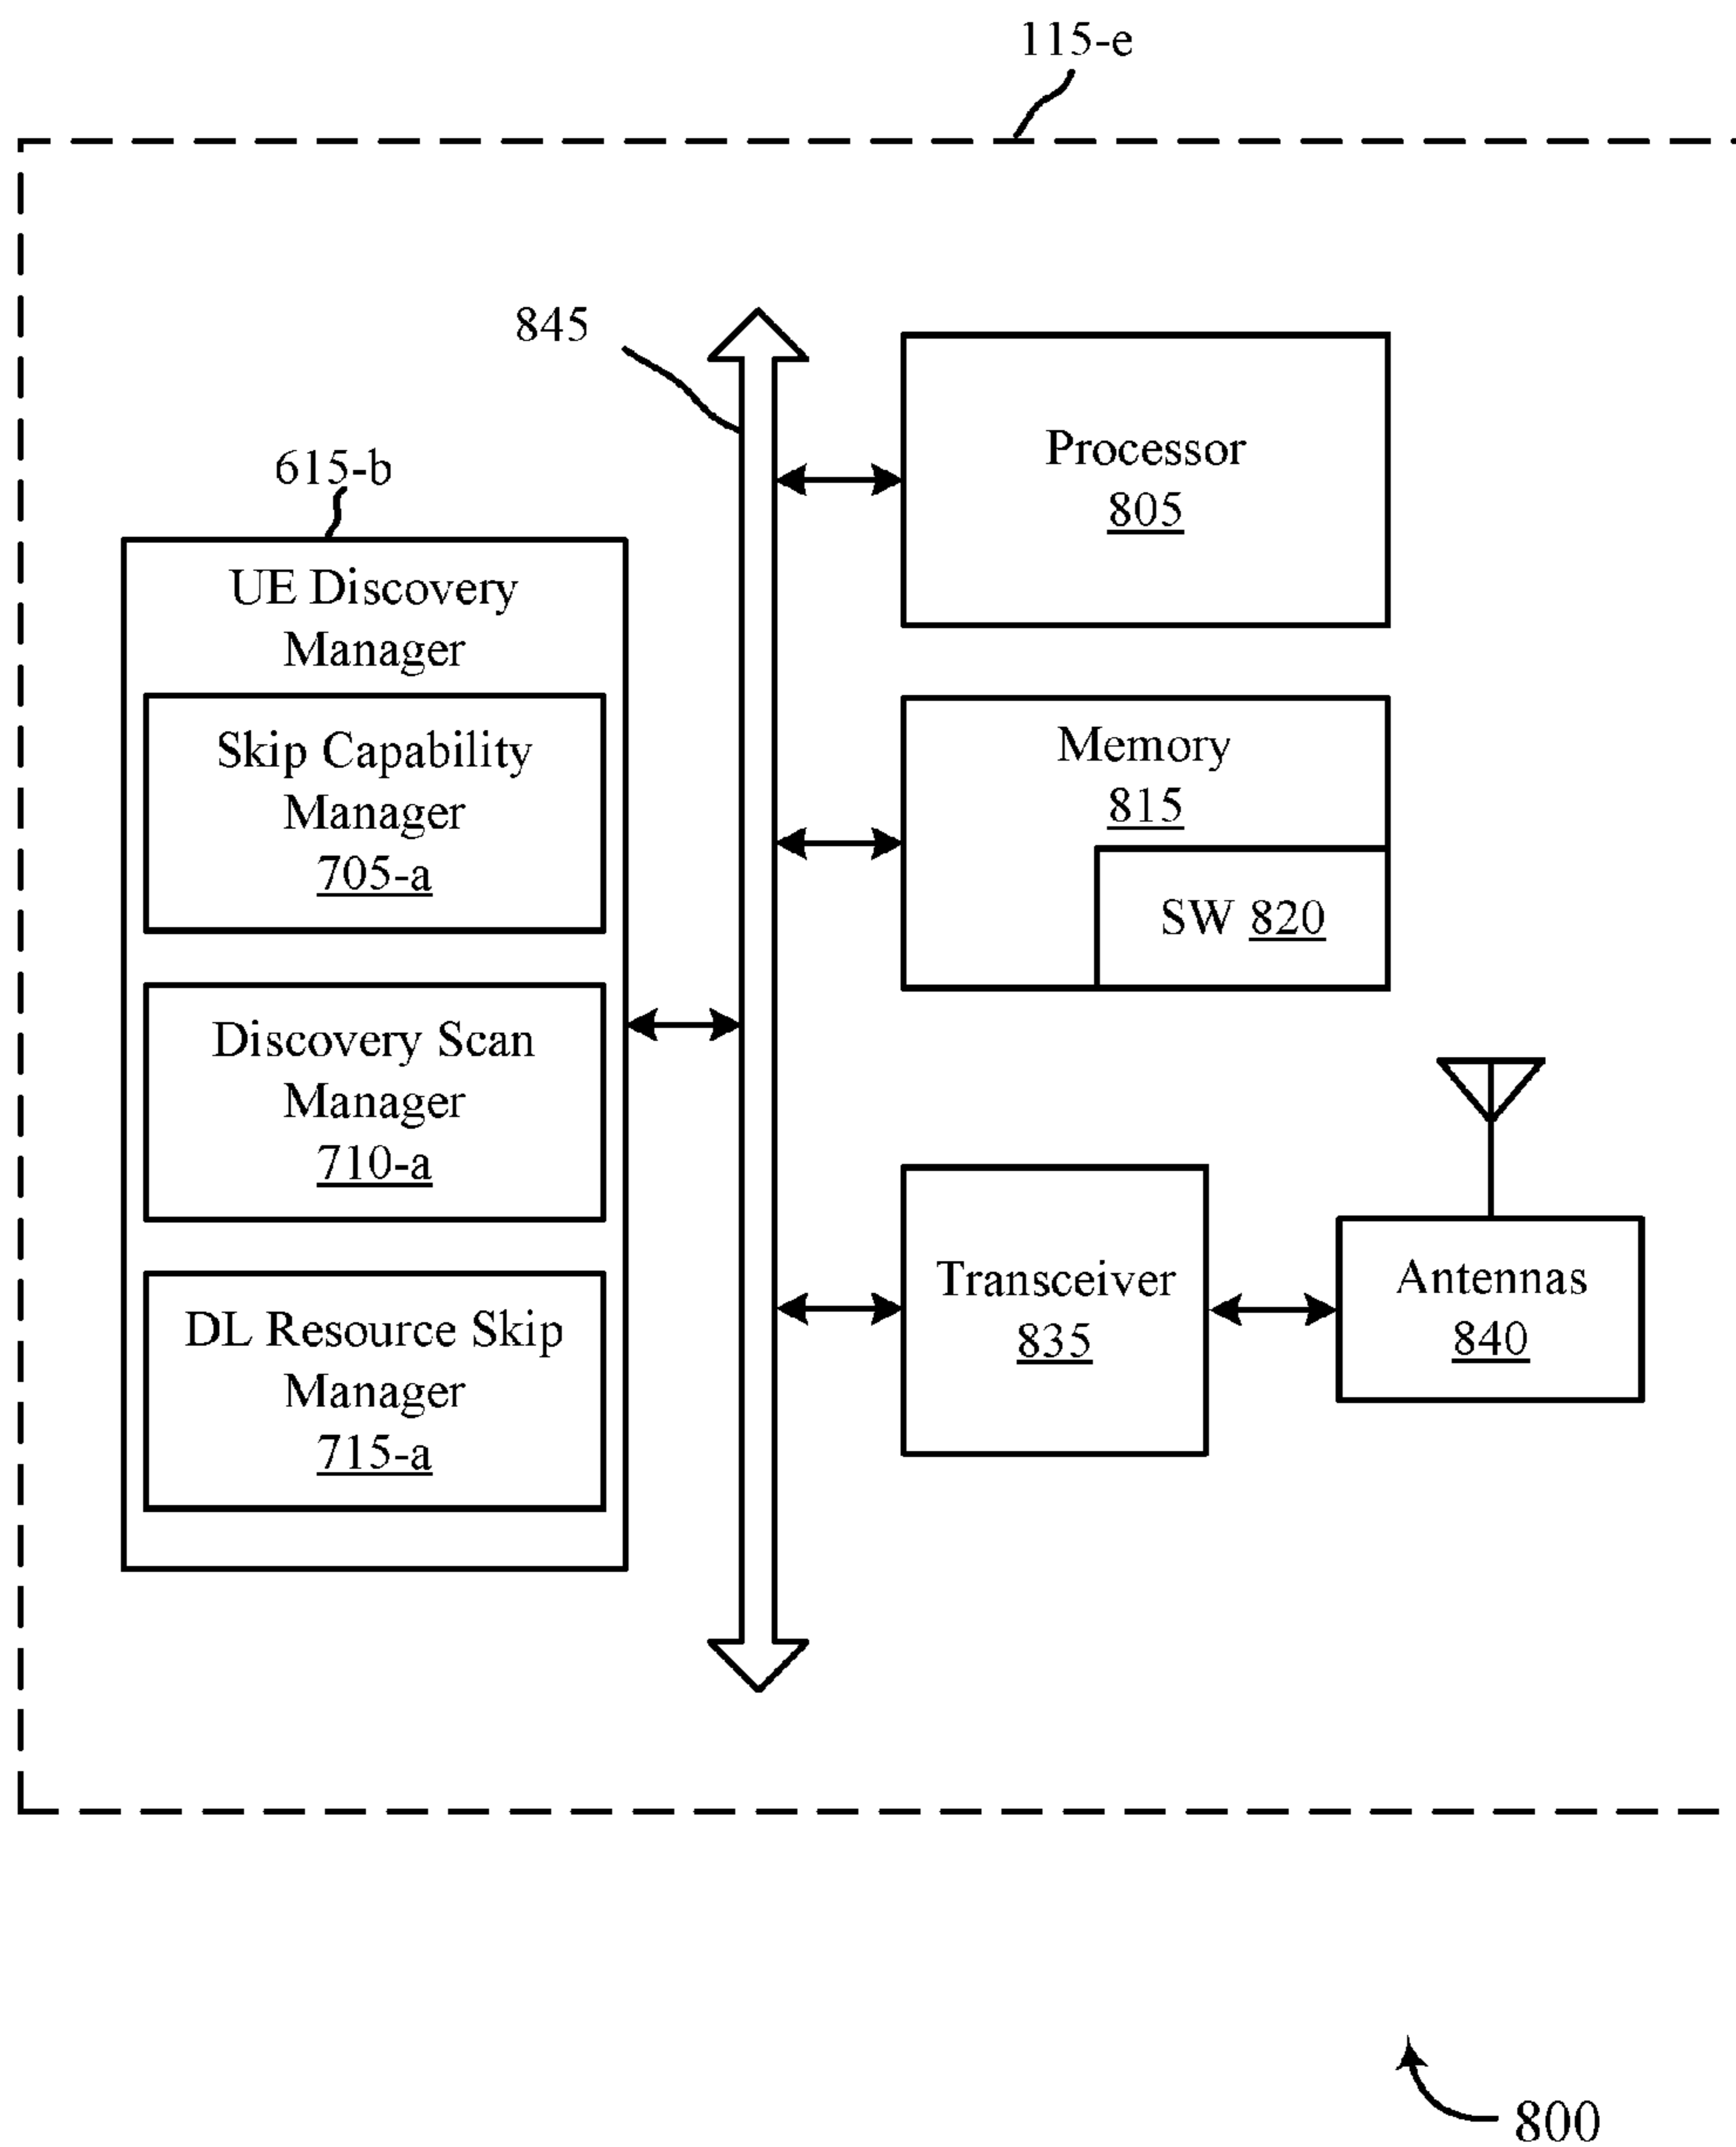 115-e
845
Processor
805
615-b
UE Discovery
Manager
Skip Capability
Manager
705-a
Memory
815
SW 820
Discovery Scan
Manager
710-a
Transceiver
835
Antennas
840
DL Resource Skip
Manager
715-a
800